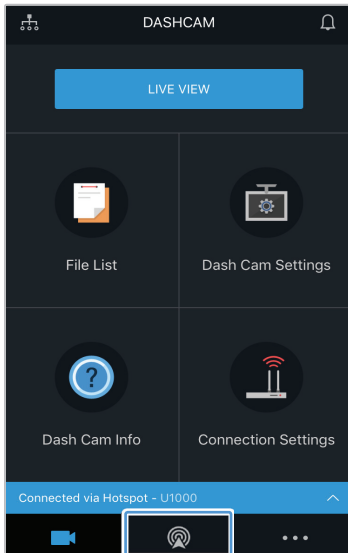 DASHCAM
LIVE VIEW
File List
Dash Cam Settings
?
Dash Cam Info
Connection Settings
Connected via Hotspot - U1000